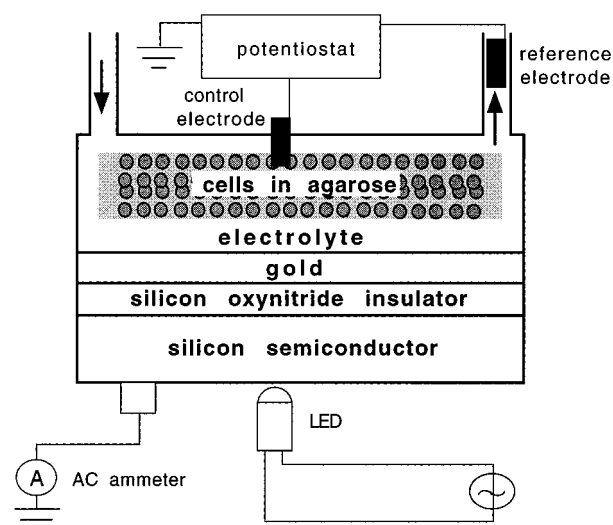 potentiostat
reference
electrode
control
electrode
cells in agarose
electrolyte
gold
silicon oxynitride insulator
silicon semiconductor
LED
A
AC ammeter